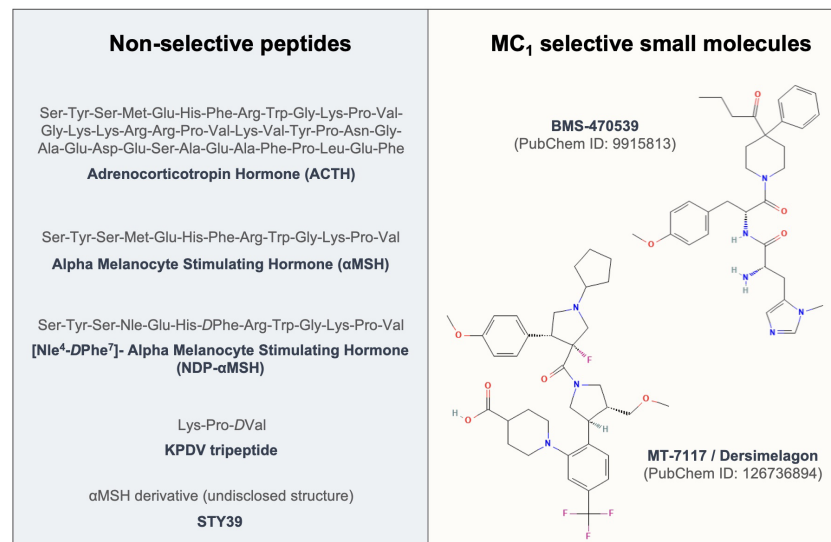 Non-selective peptides
Ser-Tyr-Ser-Met-Glu-His-Phe-Arg-Trp-Gly-Lys-Pro-Val-
Gly-Lys-Lys-Arg-Arg-Pro-Val-Lys-Val-Tyr-Pro-Asn-Gly-
Ala-Glu-Asp-Glu-Ser-Ala-Glu-Ala-Phe-Pro-Leu-Glu-Phe
Adrenocorticotropin Hormone (ACTH)
Ser-Tyr-Ser-Met-Glu-His-Phe-Arg-Trp-Gly-Lys-Pro-Val
Alpha Melanocyte Stimulating Hormone (αMSH)
Ser-Tyr-Ser-Nle-Glu-His-DPhe-Arg-Trp-Gly-Lys-Pro-Val
[Nle⁴-DPhe⁷]- Alpha Melanocyte Stimulating Hormone
(NDP-αMSH)
Lys-Pro-DVal
KPDV tripeptide
αMSH derivative (undisclosed structure)
STY39
MC₁ selective small molecules
BMS-470539
(PubChem ID: 9915813)
O
N
O
O
N
H
O
H
N
H
N
N
N
O
F
O
N
O
H
O
H
O
N
F
F
F
MT-7117 / Dersimelagon
(PubChem ID: 126736894)